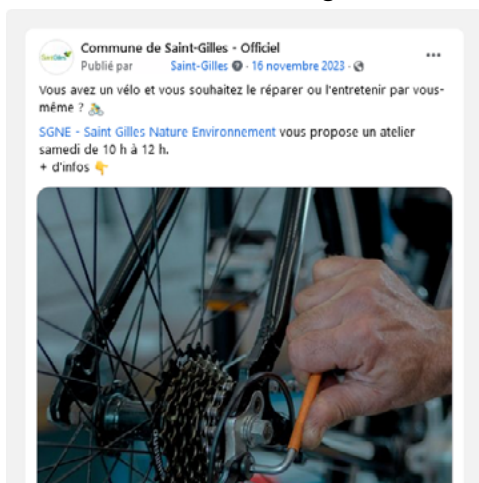 Commune de Saint-Gilles - Officiel
Publié par Saint-Gilles · 16 novembre 2023 ·
Vous avez un vélo et vous souhaitez le réparer ou l'entretenir par vous-
même ? 🚴
SGNE - Saint Gilles Nature Environnement vous propose un atelier
samedi de 10 h à 12 h.
+ d'infos 👇